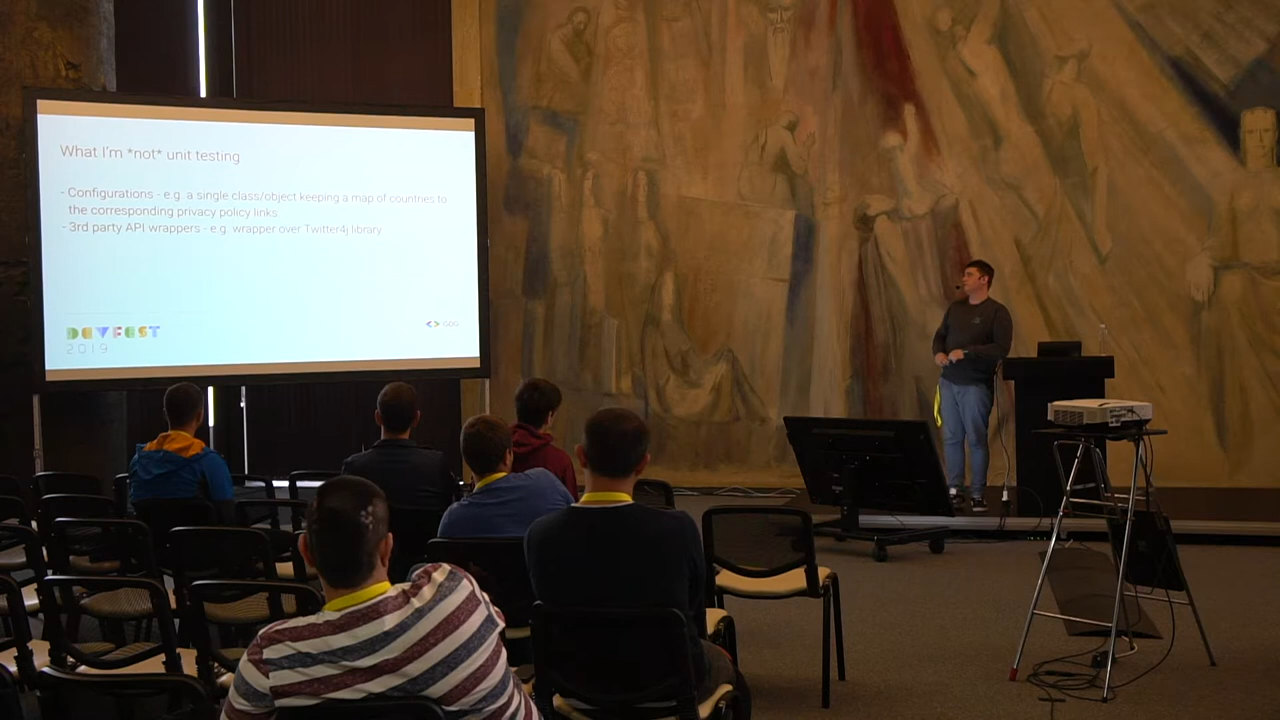 What I'm *not* unit testing
- Configurations - e.g. a single class/object keeping a map of countries to
the corresponding privacy policy links
- 3rd party API wrappers - e.g. wrapper over Twitter4j library
DEVFEST
2019
GDG